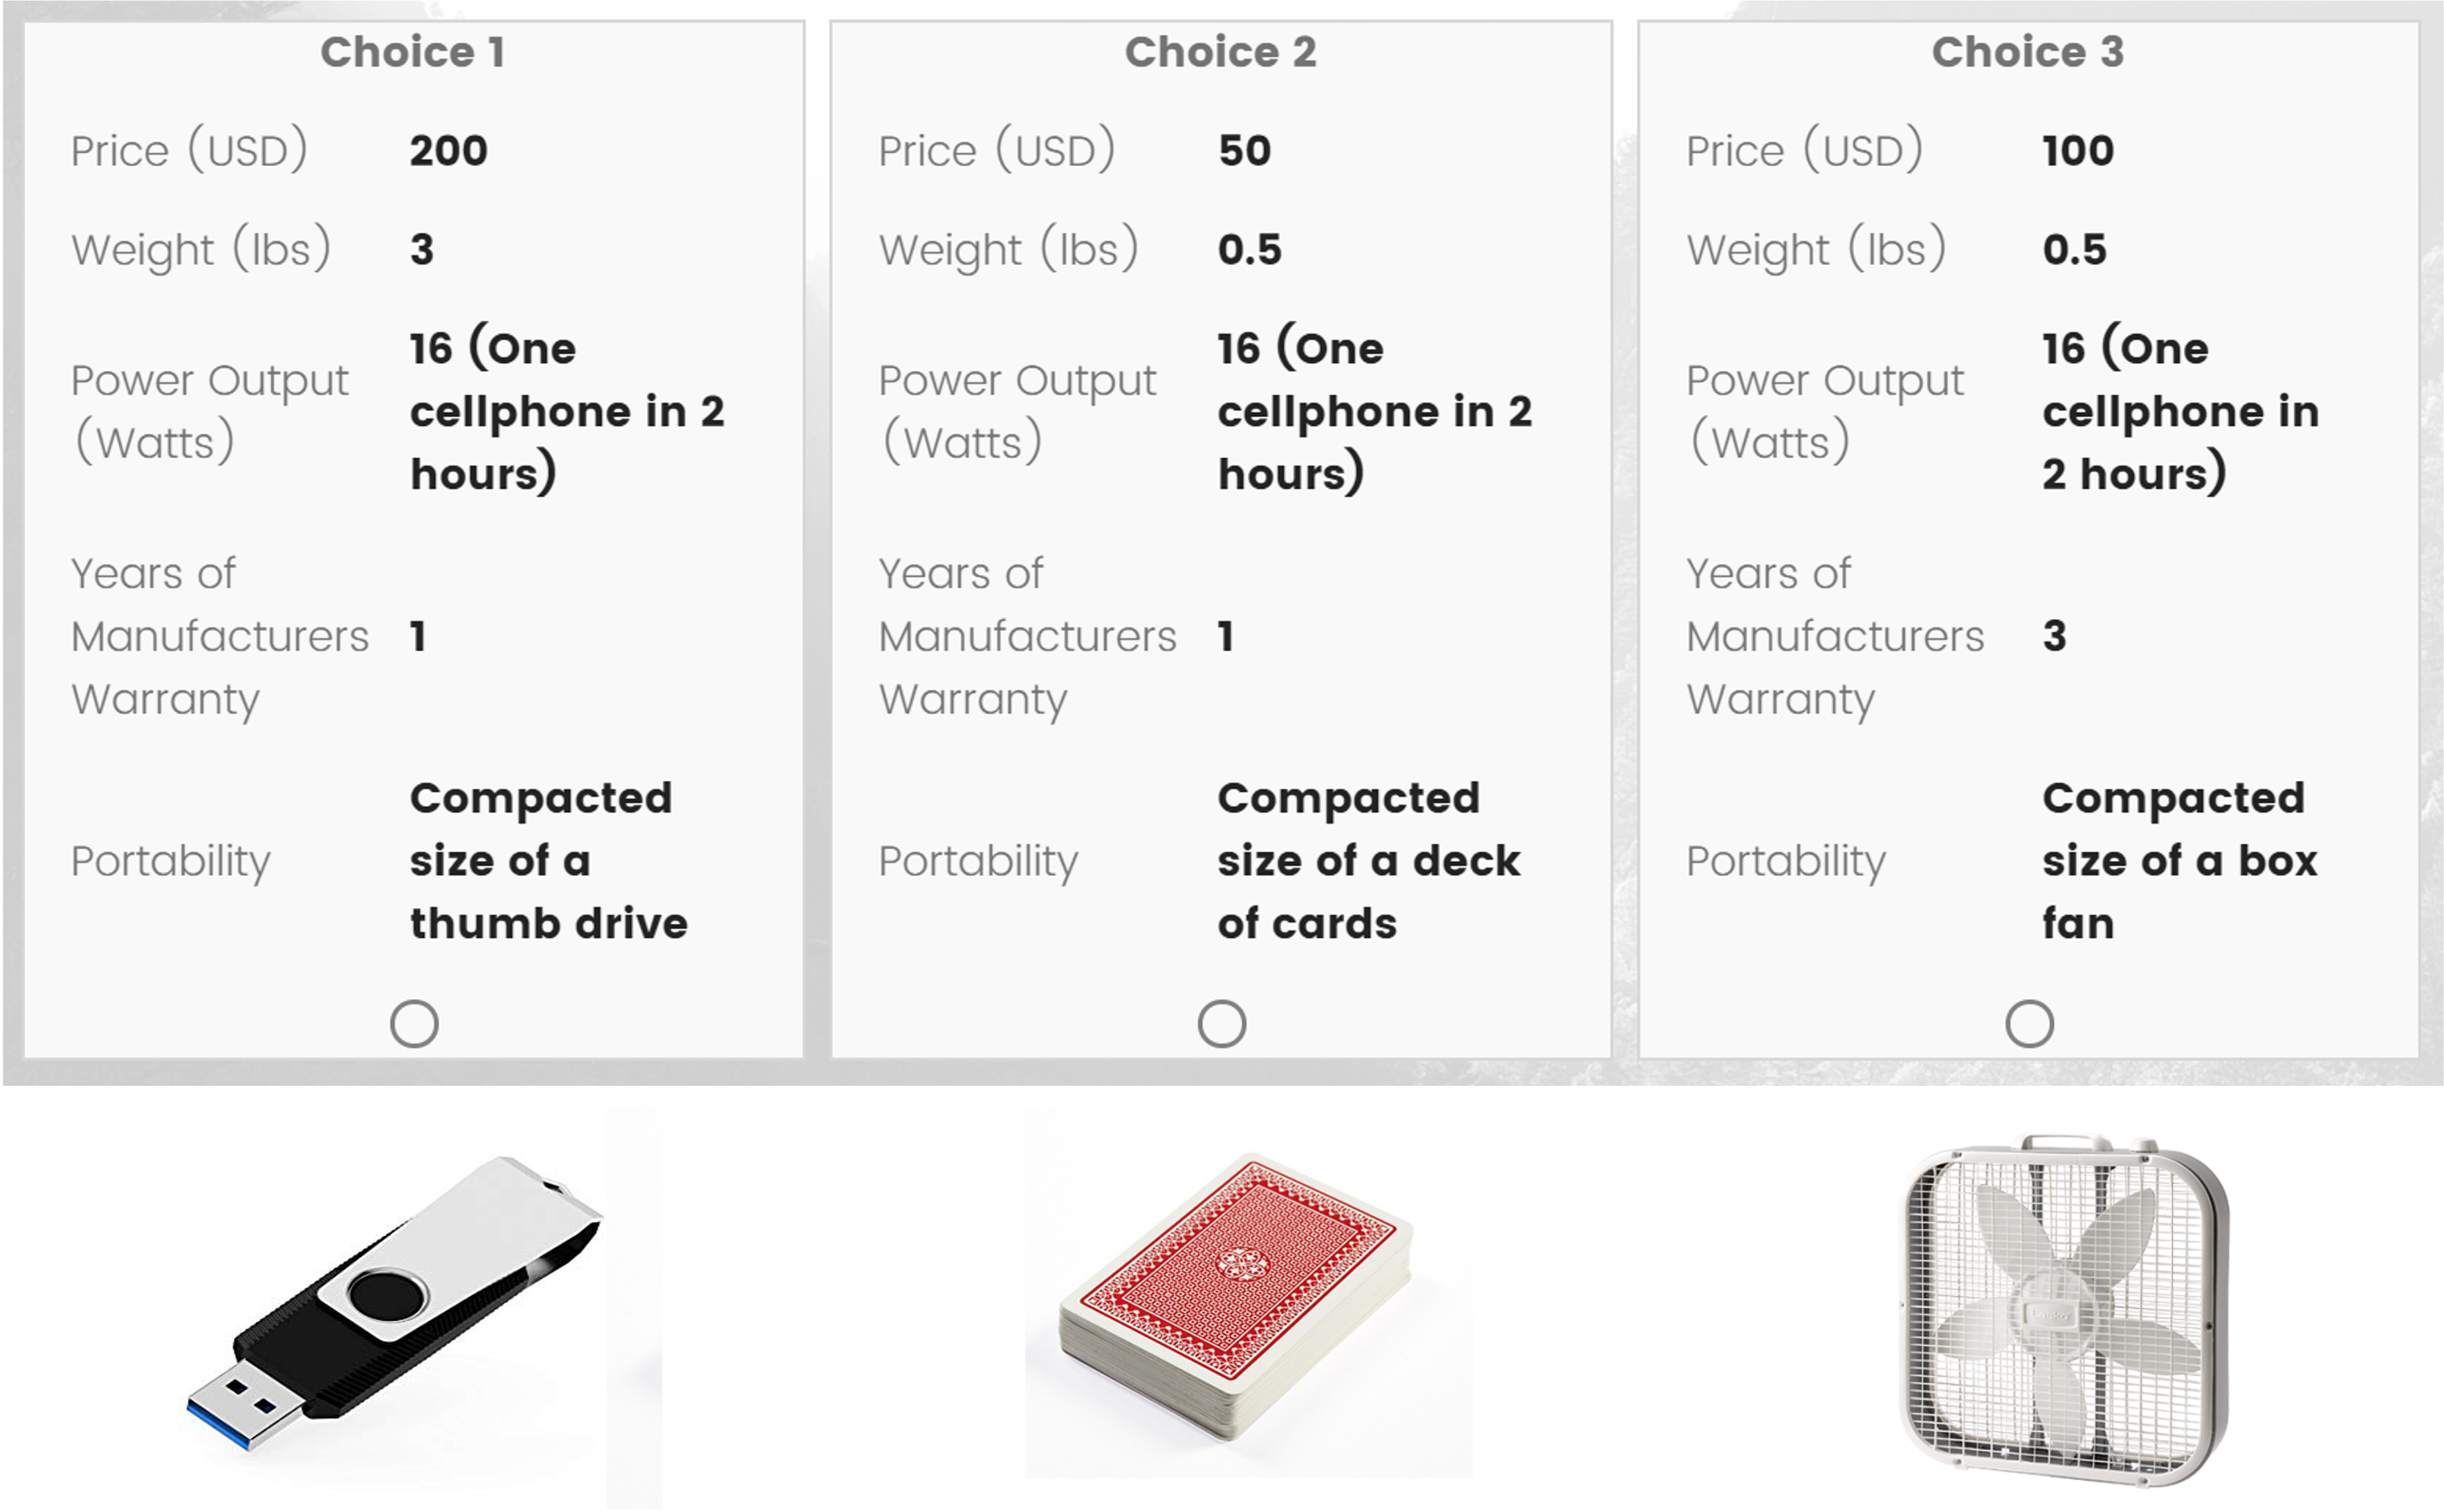 Choice 1
Price (USD) 200
Weight (lbs) 3
Power Output (Watts) 16 (One cellphone in 2 hours)
Years of Manufacturers Warranty 1
Portability Compacted size of a thumb drive
Choice 2
Price (USD) 50
Weight (lbs) 0.5
Power Output (Watts) 16 (One cellphone in 2 hours)
Years of Manufacturers Warranty 1
Portability Compacted size of a deck of cards
Choice 3
Price (USD) 100
Weight (lbs) 0.5
Power Output (Watts) 16 (One cellphone in 2 hours)
Years of Manufacturers Warranty 3
Portability Compacted size of a box fan